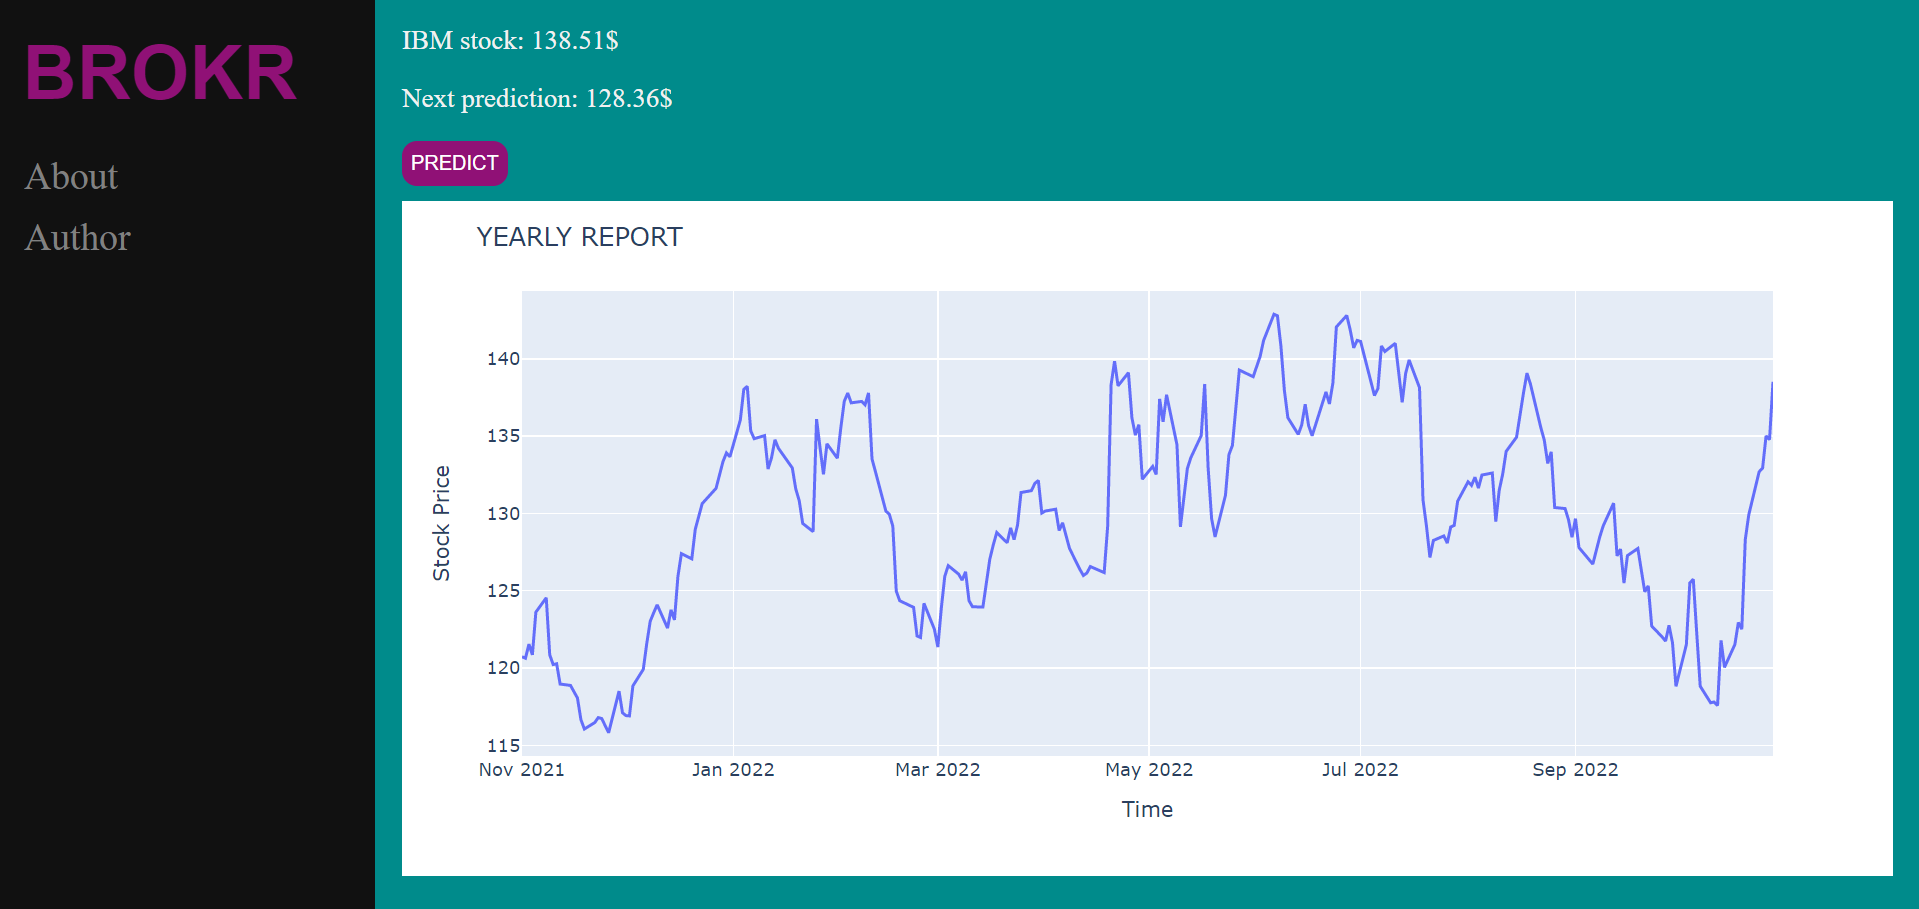 BROKR
About
Author
IBM stock: 138.51$
Next prediction: 128.36$
PREDICT
YEARLY REPORT
Stock Price
140
135
130
125
120
115
Nov 2021 Jan 2022 Mar 2022 May 2022 Jul 2022 Sep 2022
Time